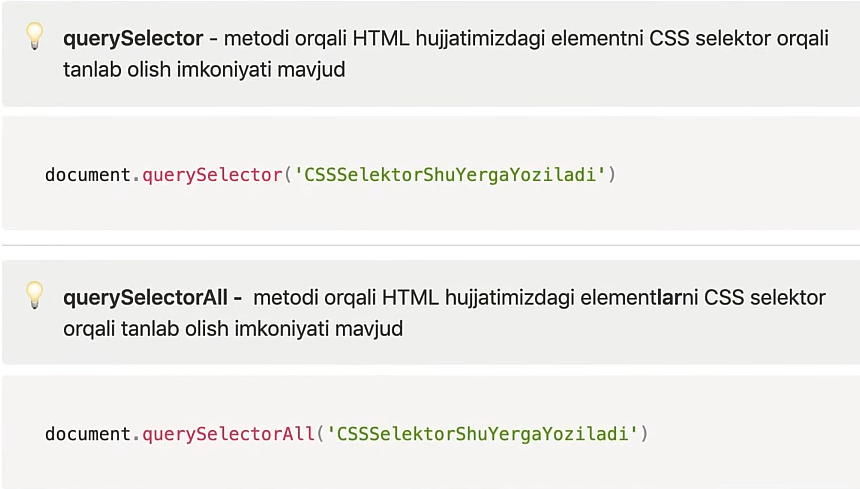 querySelector - metodi orqali HTML hujjatimizdagi elementni CSS selektor orqali
tanlab olish imkoniyati mavjud
document.querySelector('CSSSelektorShuYergaYoziladi')
querySelectorAll - metodi orqali HTML hujjatimizdagi elementlarni CSS selektor
orqali tanlab olish imkoniyati mavjud
document.querySelectorAll('CSSSelektorShuYergaYoziladi')